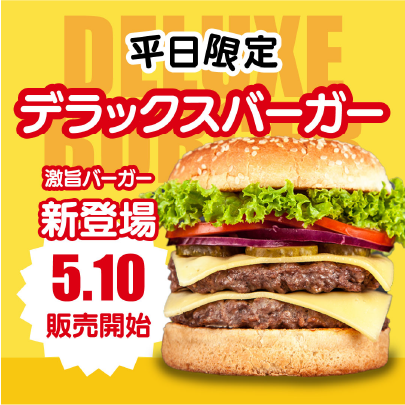 DELUXE
BURGER
平日限定
デラックスバーガー
激旨バーガー
新登場
5.10
販売開始